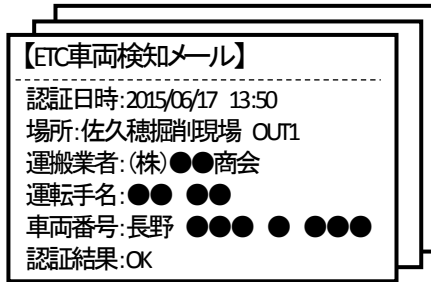 【ETC車両検知メール】
認証日時:2015/06/17 13:50
場所:佐久穂掘削現場 OUT1
運搬業者:(株)●●商会
運転手名:●● ●●
車両番号:長野 ●●● ● ●●●
認証結果:OK